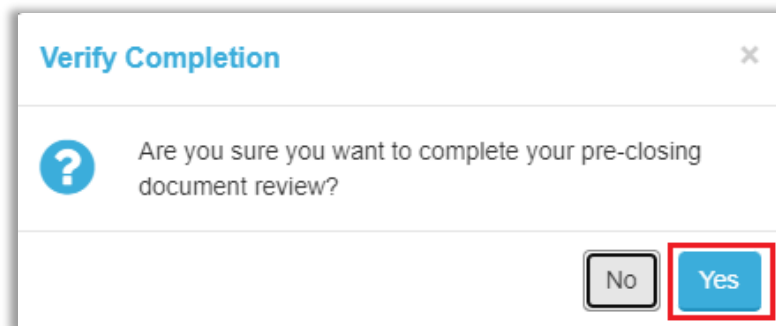 Verify Completion
×
Are you sure you want to complete your pre-closing
document review?
No
Yes